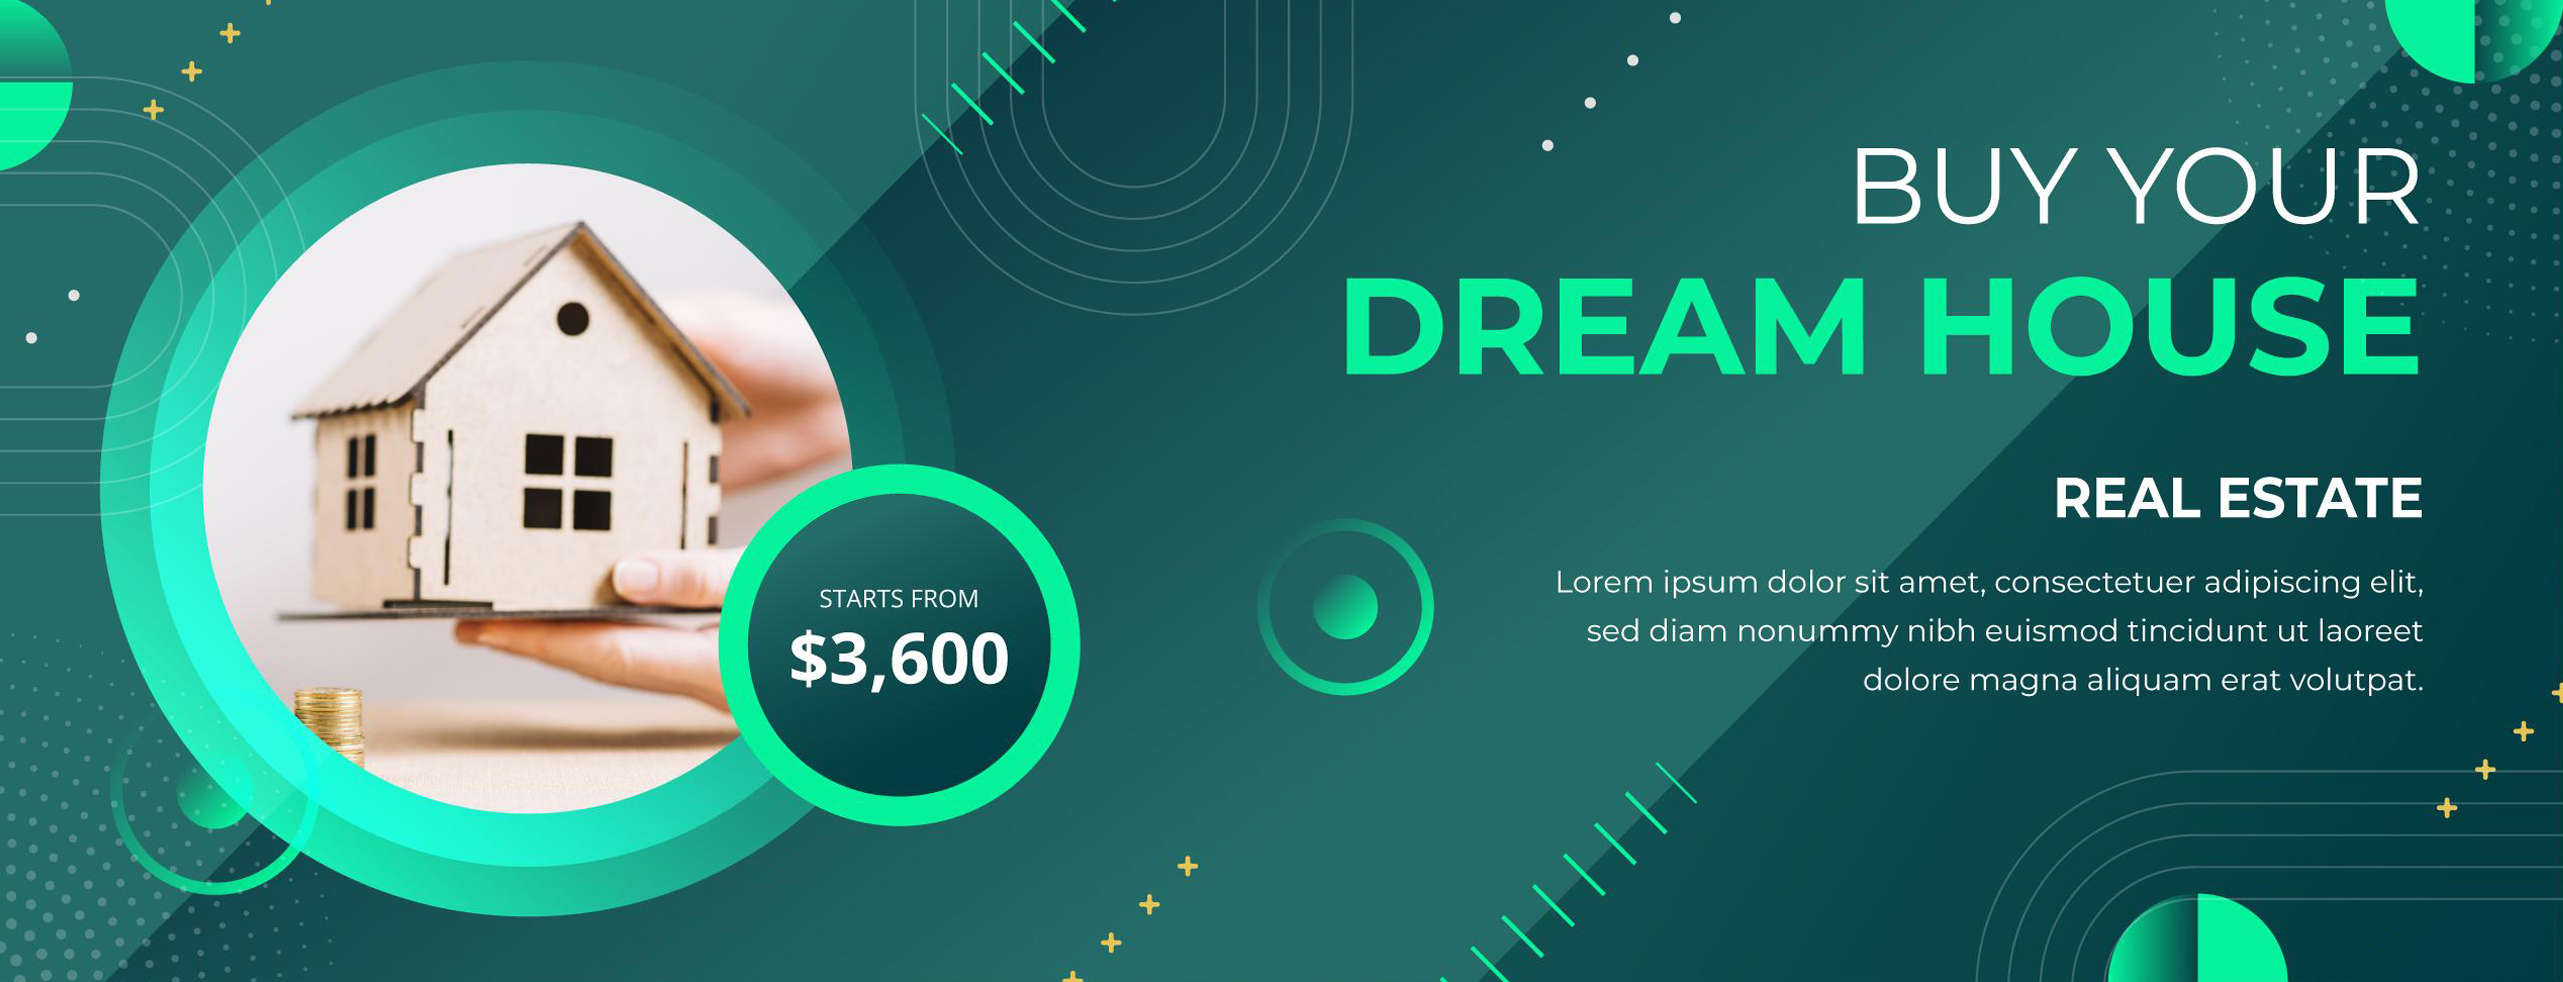 BUY YOUR
DREAM HOUSE
REAL ESTATE
Lorem ipsum dolor sit amet, consectetuer adipiscing elit,
sed diam nonummy nibh euismod tincidunt ut laoreet
dolore magna aliquam erat volutpat.
STARTS FROM
$3,600